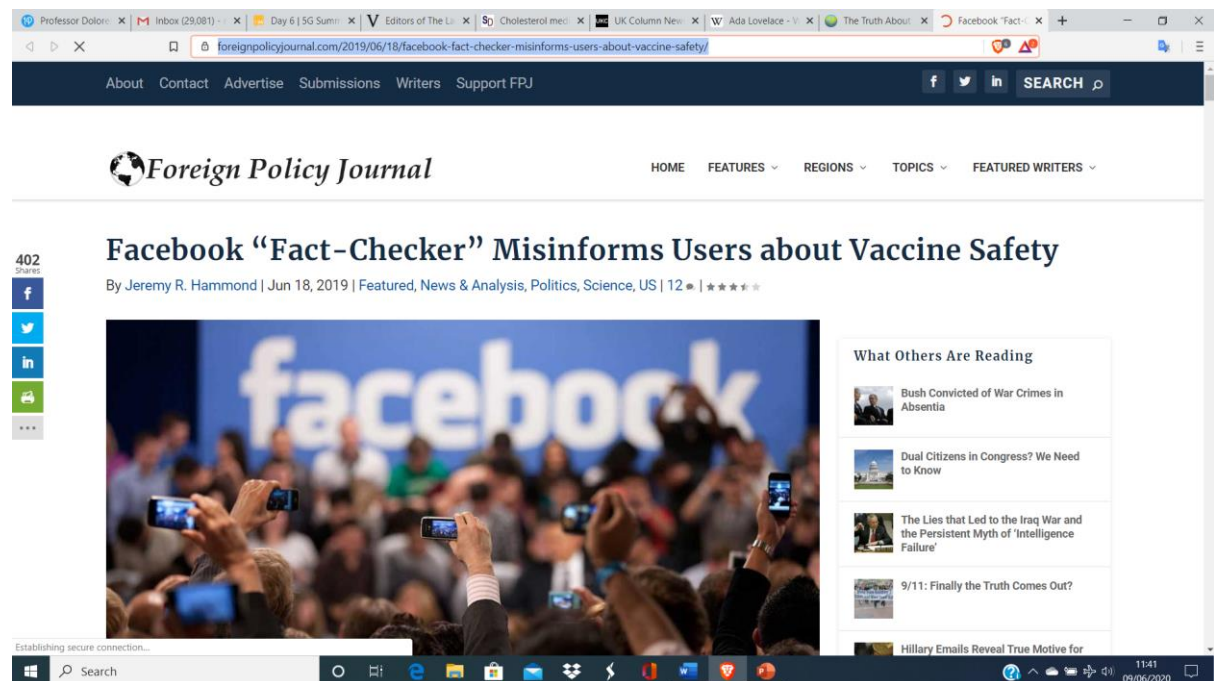 Professor Dolore
Inbox (29,081) -
Day 6 | 5G Summ
Editors of The La
Cholesterol medi
UK Column New
Ada Lovelace - V
The Truth About
Facebook "Fact-C
foreignpolicyjournal.com/2019/06/18/facebook-fact-checker-misinforms-users-about-vaccine-safety/
About Contact Advertise Submissions Writers Support FPJ
SEARCH
Foreign Policy Journal
HOME FEATURES REGIONS TOPICS FEATURED WRITERS
Facebook “Fact-Checker” Misinforms Users about Vaccine Safety
By Jeremy R. Hammond | Jun 18, 2019 | Featured, News & Analysis, Politics, Science, US | 12 |
402
Shares
facebook
What Others Are Reading
Bush Convicted of War Crimes in
Absentia
Dual Citizens in Congress? We Need
to Know
The Lies that Led to the Iraq War and
the Persistent Myth of ‘Intelligence
Failure’
9/11: Finally the Truth Comes Out?
Hillary Emails Reveal True Motive for
Establishing secure connection...
Search
11:41
09/06/2020